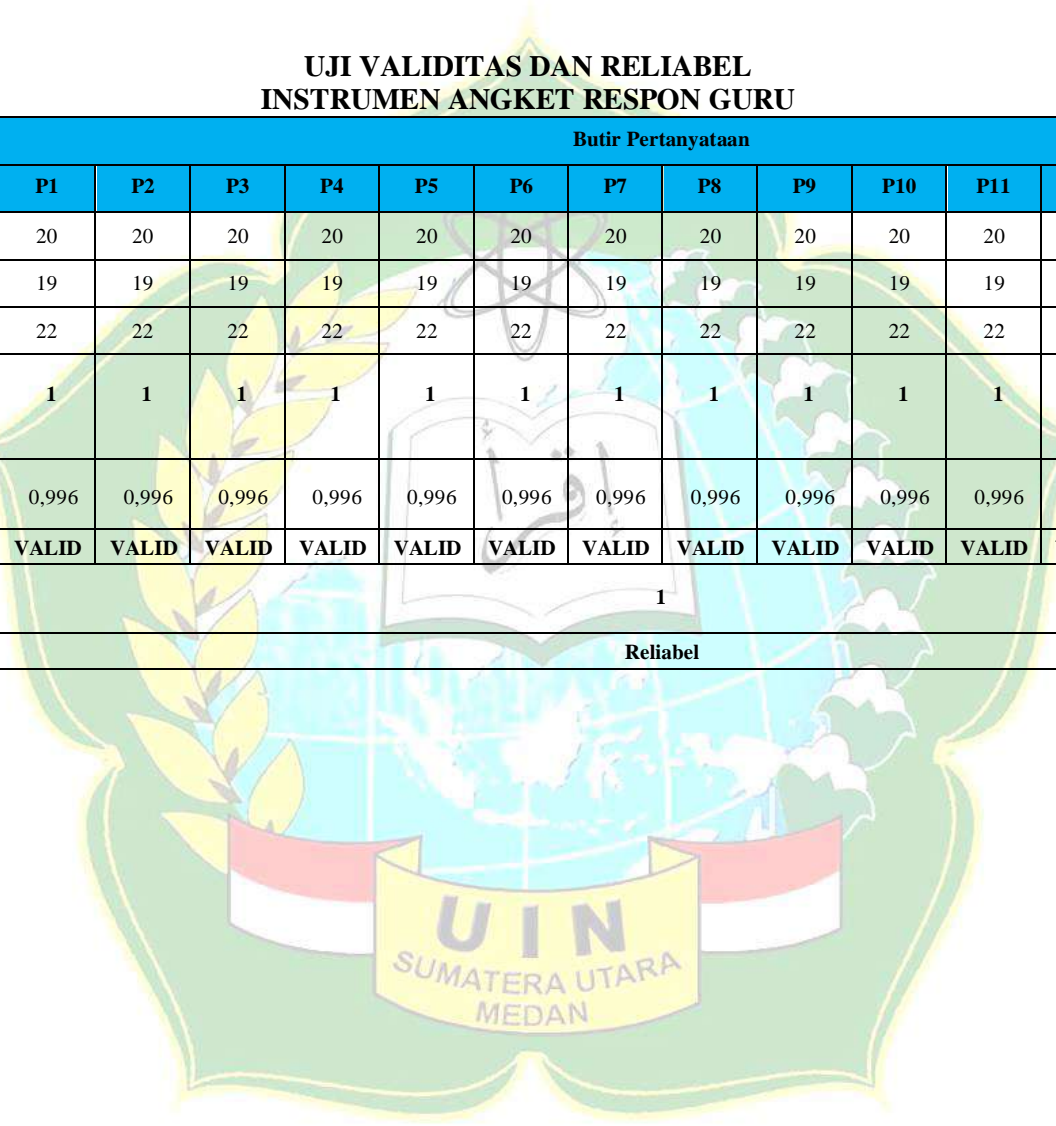 UJI VALIDITAS DAN RELIABEL
INSTRUMEN ANGKET RESPON GURU
Butir Pertanyataan
P1 P2 P3 P4 P5 P6 P7 P8 P9 P10 P11
20 20 20 20 20 20 20 20 20 20 20
19 19 19 19 19 19 19 19 19 19 19
22 22 22 22 22 22 22 22 22 22 22
1 1 1 1 1 1 1 1 1 1 1
0,996 0,996 0,996 0,996 0,996 0,996 0,996 0,996 0,996 0,996 0,996
VALID VALID VALID VALID VALID VALID VALID VALID VALID VALID VALID
1
Reliabel
إقرأ
UIN
SUMATERA UTARA
MEDAN